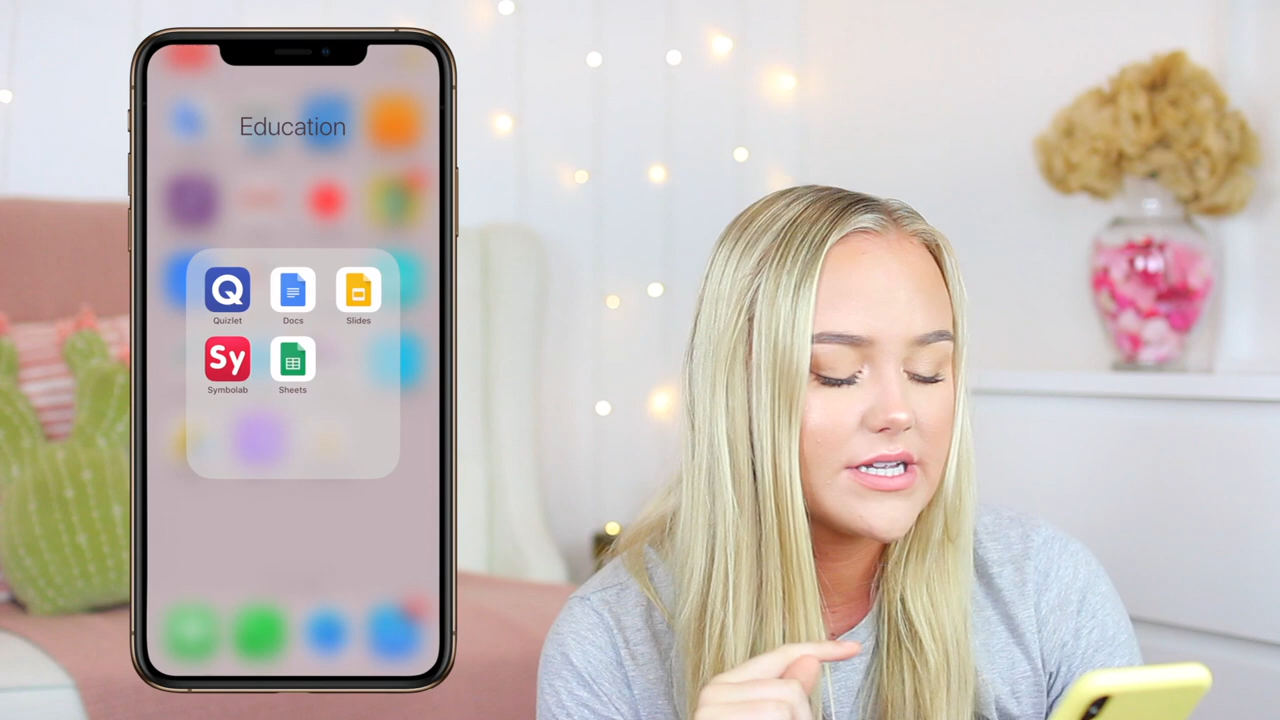 Education
Q
Quizlet
Docs
Slides
Sy
Symbolab
Sheets